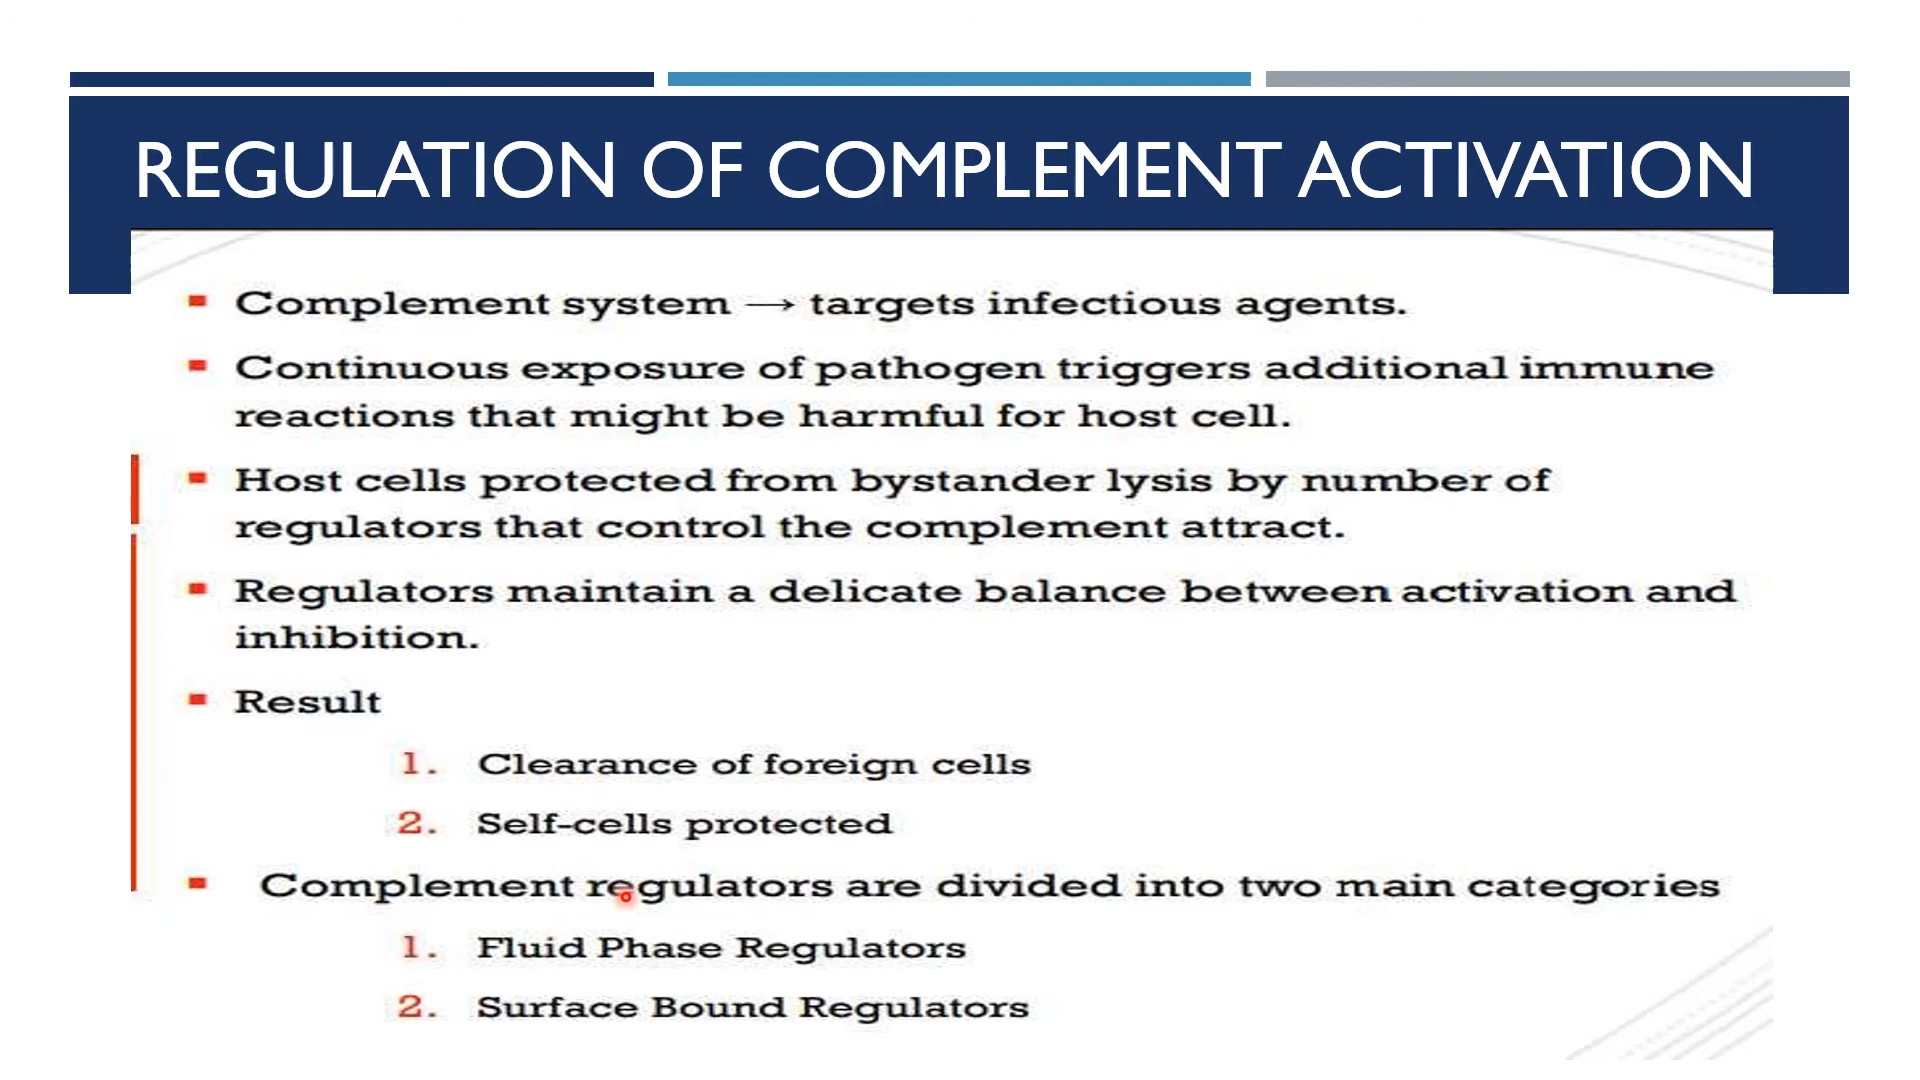 REGULATION OF COMPLEMENT ACTIVATION
▪ Complement system → targets infectious agents.
▪ Continuous exposure of pathogen triggers additional immune
reactions that might be harmful for host cell.
▪ Host cells protected from bystander lysis by number of
regulators that control the complement attract.
▪ Regulators maintain a delicate balance between activation and
inhibition.
▪ Result
1. Clearance of foreign cells
2. Self-cells protected
▪ Complement regulators are divided into two main categories
1. Fluid Phase Regulators
2. Surface Bound Regulators